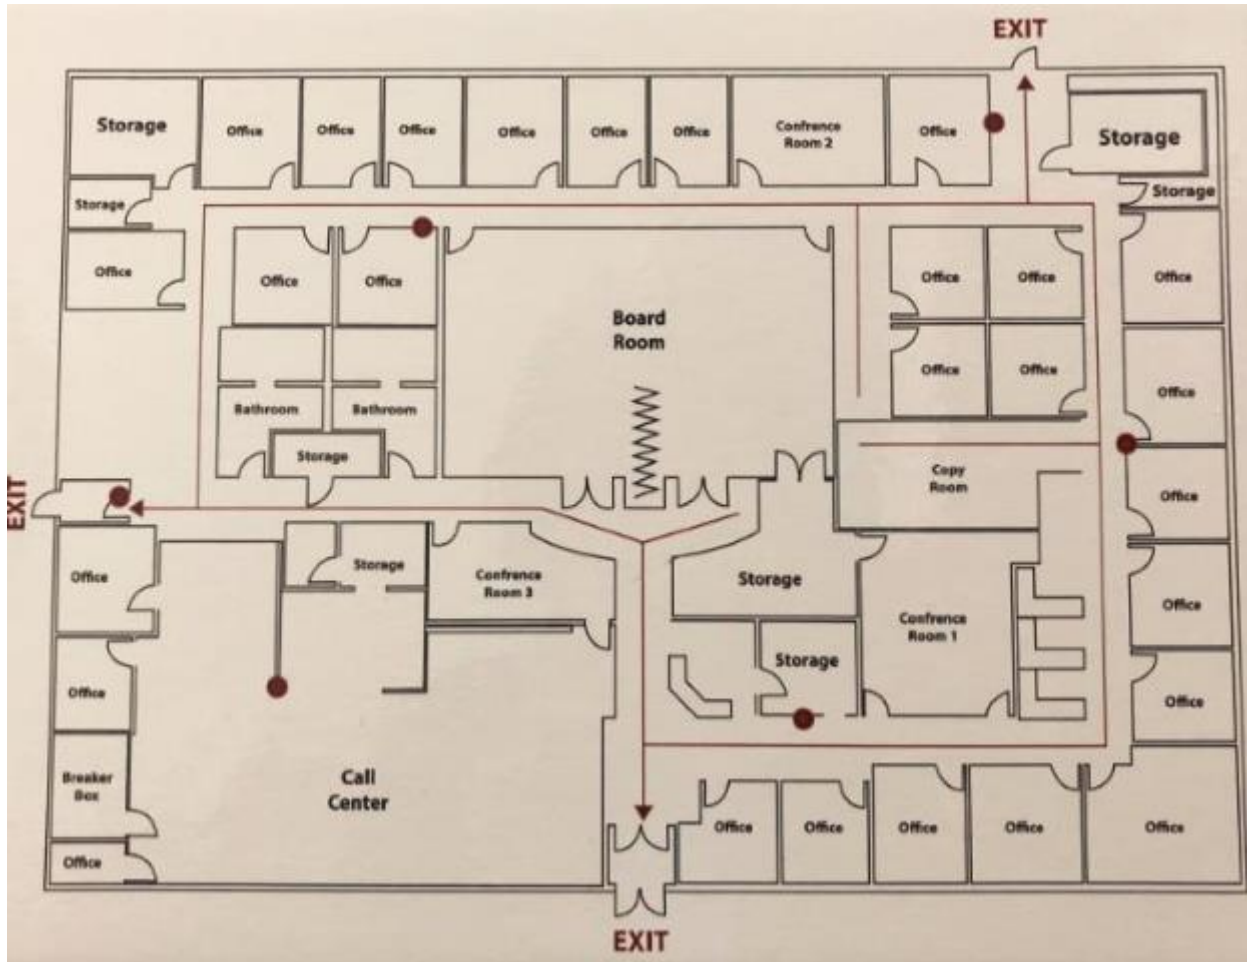 EXIT
Storage
Office
Office
Office
Office
Office
Office
Confrence
Room 2
Office
Storage
Storage
Storage
Office
Office
Office
Board
Room
Office
Office
Office
Office
Office
Office
Bathroom
Bathroom
Storage
Copy
Room
Office
EXIT
Office
Storage
Confrence
Room 3
Storage
Confrence
Room 1
Office
Storage
Office
Office
Breaker
Box
Call
Center
Office
Office
Office
Office
Office
Office
EXIT